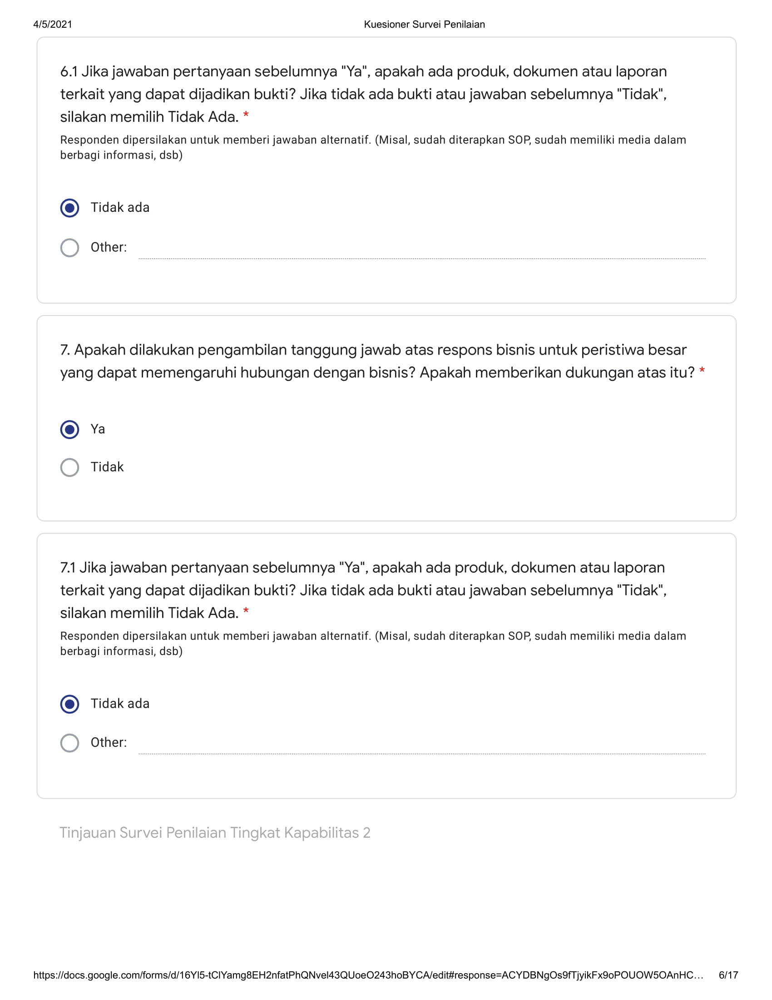 4/5/2021 Kuesioner Survei Penilaian
6.1 Jika jawaban pertanyaan sebelumnya "Ya", apakah ada produk, dokumen atau laporan
terkait yang dapat dijadikan bukti? Jika tidak ada bukti atau jawaban sebelumnya "Tidak",
silakan memilih Tidak Ada. *
Responden dipersilakan untuk memberi jawaban alternatif. (Misal, sudah diterapkan SOP, sudah memiliki media dalam
berbagi informasi, dsb)
Tidak ada
Other:
7. Apakah dilakukan pengambilan tanggung jawab atas respons bisnis untuk peristiwa besar
yang dapat memengaruhi hubungan dengan bisnis? Apakah memberikan dukungan atas itu? *
Ya
Tidak
7.1 Jika jawaban pertanyaan sebelumnya "Ya", apakah ada produk, dokumen atau laporan
terkait yang dapat dijadikan bukti? Jika tidak ada bukti atau jawaban sebelumnya "Tidak",
silakan memilih Tidak Ada. *
Responden dipersilakan untuk memberi jawaban alternatif. (Misal, sudah diterapkan SOP, sudah memiliki media dalam
berbagi informasi, dsb)
Tidak ada
Other:
Tinjauan Survei Penilaian Tingkat Kapabilitas 2
https://docs.google.com/forms/d/16YI5-tClYamg8EH2nfatPhQNvel43QUoeO243hoBYCA/edit#response=ACYDBNgOs9fTjyikFx9oPOUOW5OAnHC… 6/17